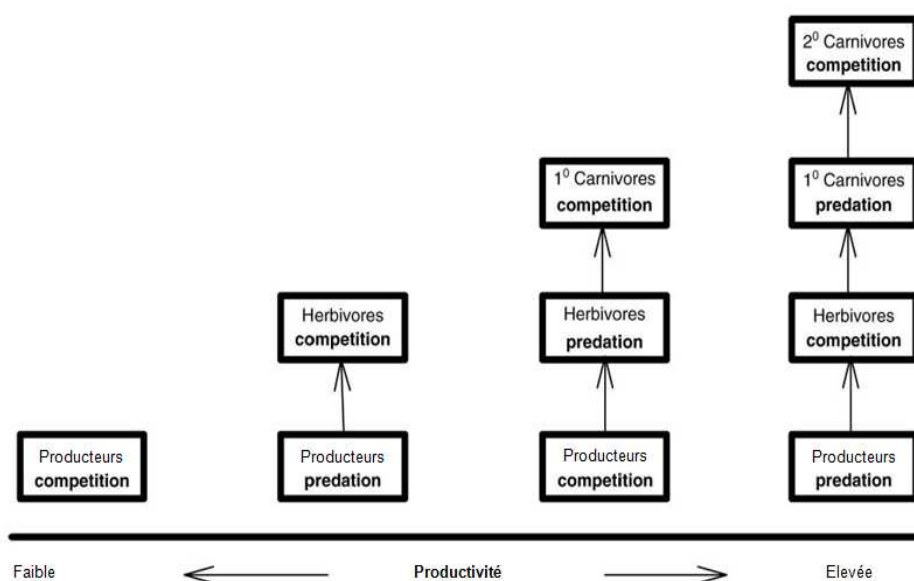 2⁰ Carnivores
competition
1⁰ Carnivores
competition
1⁰ Carnivores
predation
Herbivores
competition
Herbivores
predation
Herbivores
competition
Producteurs
competition
Producteurs
predation
Producteurs
competition
Producteurs
predation
Faible
Productivité
Elevée